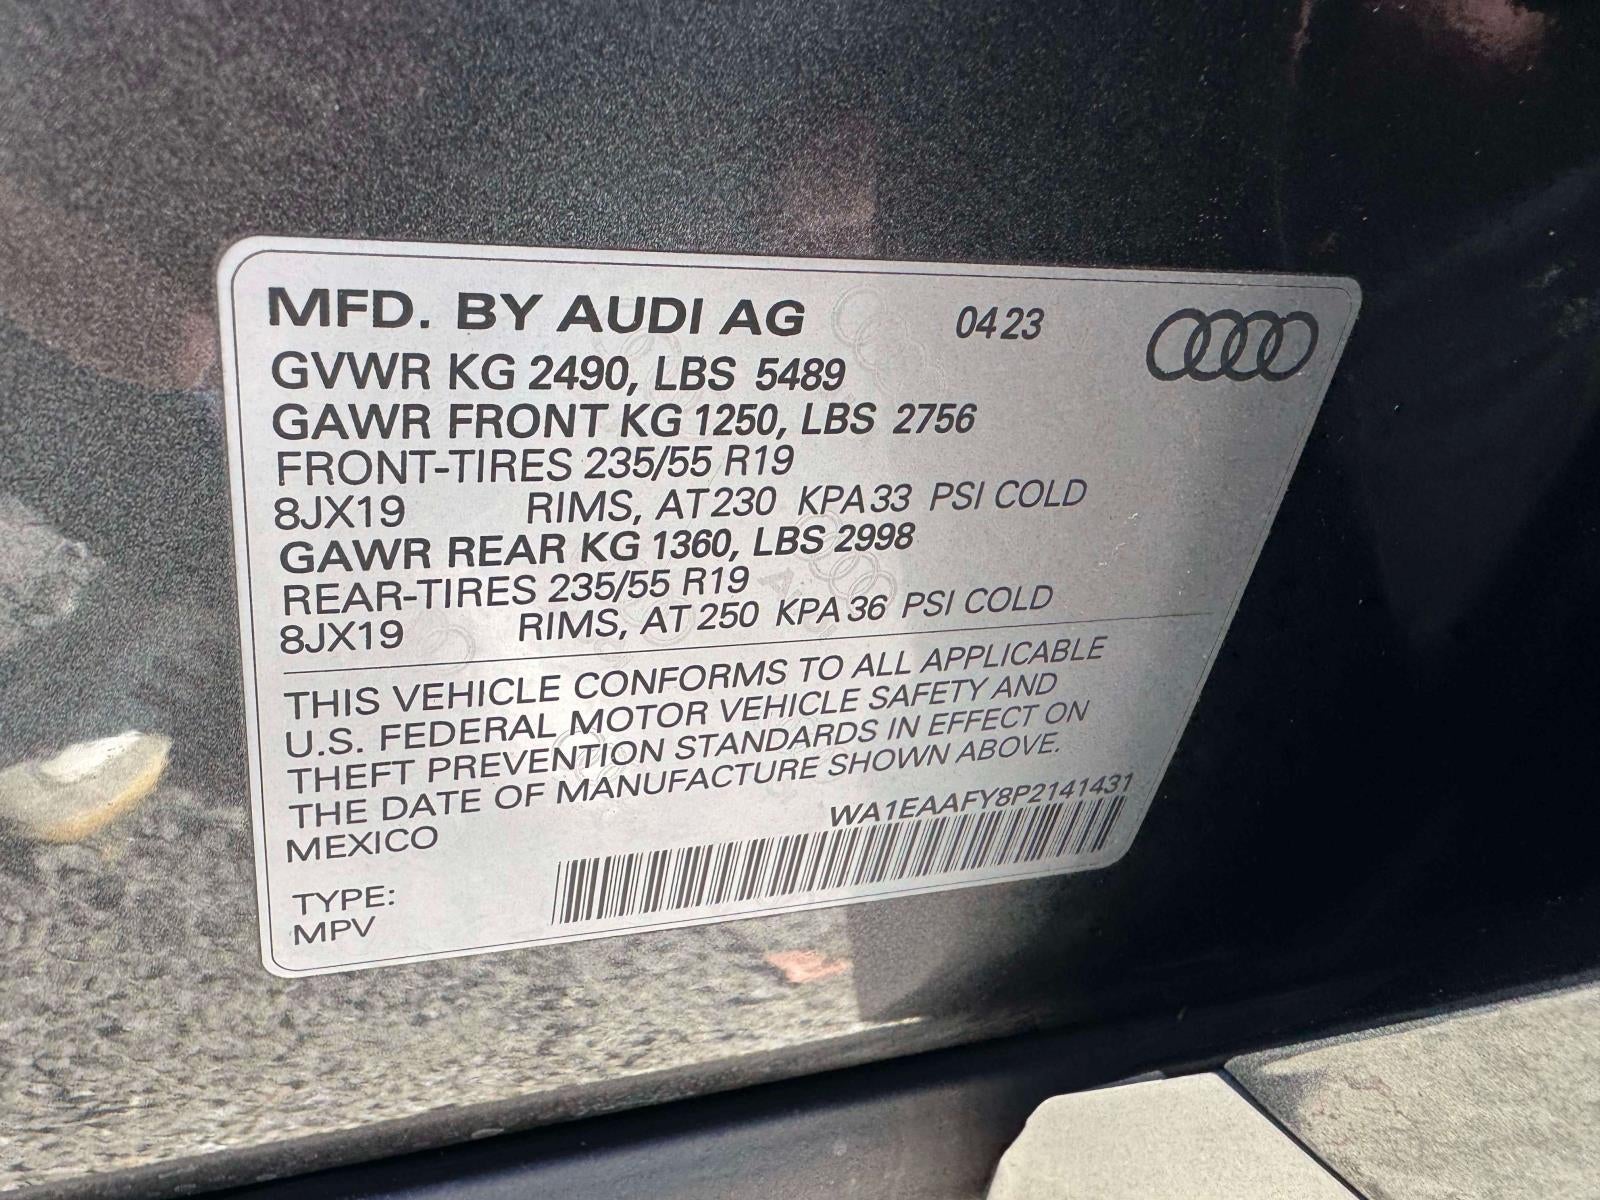 MFD. BY AUDI AG 0423
GVWR KG 2490, LBS 5489
GAWR FRONT KG 1250, LBS 2756
FRONT-TIRES 235/55 R19
8JX19 RIMS, AT 230 KPA 33 PSI COLD
GAWR REAR KG 1360, LBS 2998
REAR-TIRES 235/55 R19
8JX19 RIMS, AT 250 KPA 36 PSI COLD
THIS VEHICLE CONFORMS TO ALL APPLICABLE
U.S. FEDERAL MOTOR VEHICLE SAFETY AND
THEFT PREVENTION STANDARDS IN EFFECT ON
THE DATE OF MANUFACTURE SHOWN ABOVE.
MEXICO WA1EAAFY8P2141431
TYPE:
MPV